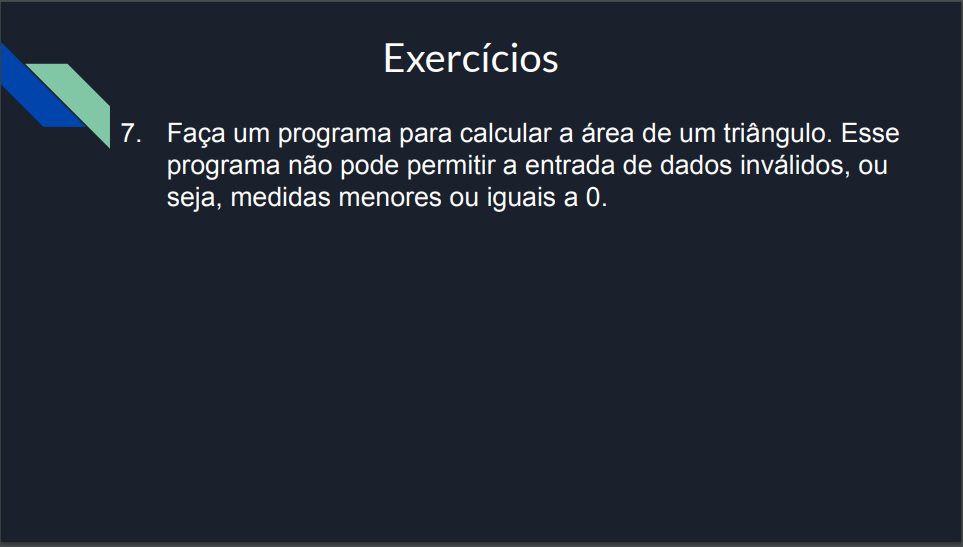 Exercícios
7. Faça um programa para calcular a área de um triângulo. Esse
programa não pode permitir a entrada de dados inválidos, ou
seja, medidas menores ou iguais a 0.